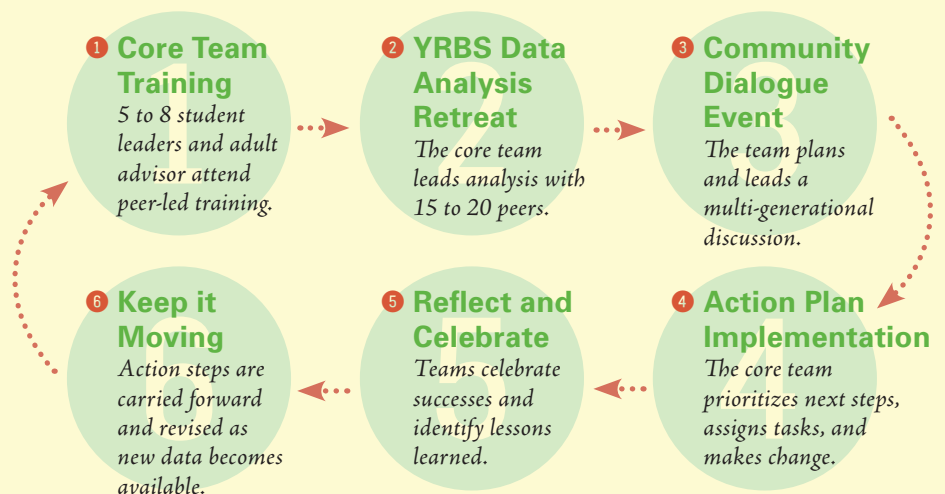 1 Core Team
Training
5 to 8 student
leaders and adult
advisor attend
peer-led training.
2 YRBS Data
Analysis
Retreat
The core team
leads analysis with
15 to 20 peers.
3 Community
Dialogue
Event
The team plans
and leads a
multi-generational
discussion.
4 Action Plan
Implementation
The core team
prioritizes next steps,
assigns tasks, and
makes change.
5 Reflect and
Celebrate
Teams celebrate
successes and
identify lessons
learned.
6 Keep it
Moving
Action steps are
carried forward
and revised as
new data becomes
available.